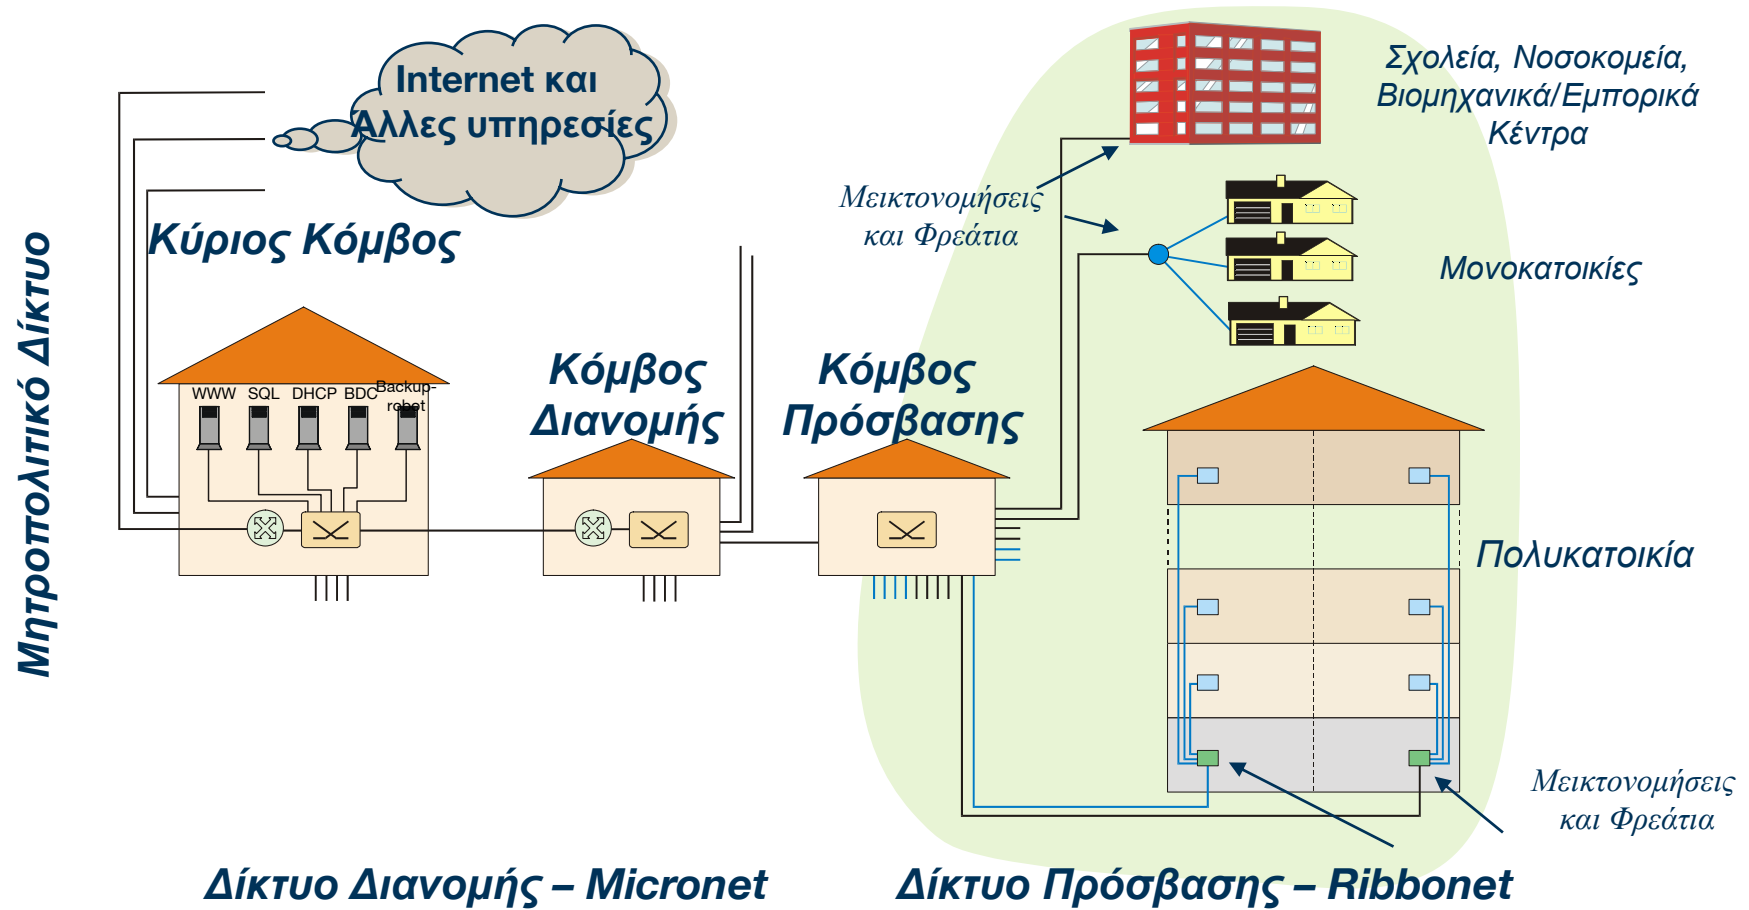 Internet και
Άλλες υπηρεσίες
Σχολεία, Νοσοκομεία,
Βιομηχανικά/Εμπορικά
Κέντρα
Μεικτονομήσεις
και Φρεάτια
Κύριος Κόμβος
Μονοκατοικίες
Μητροπολιτικό Δίκτυο
Κόμβος
Διανομής
Κόμβος
Πρόσβασης
WWW SQL DHCP BDC Backup-
robot
Πολυκατοικία
Μεικτονομήσεις
και Φρεάτια
Δίκτυο Διανομής – Micronet
Δίκτυο Πρόσβασης – Ribbonet